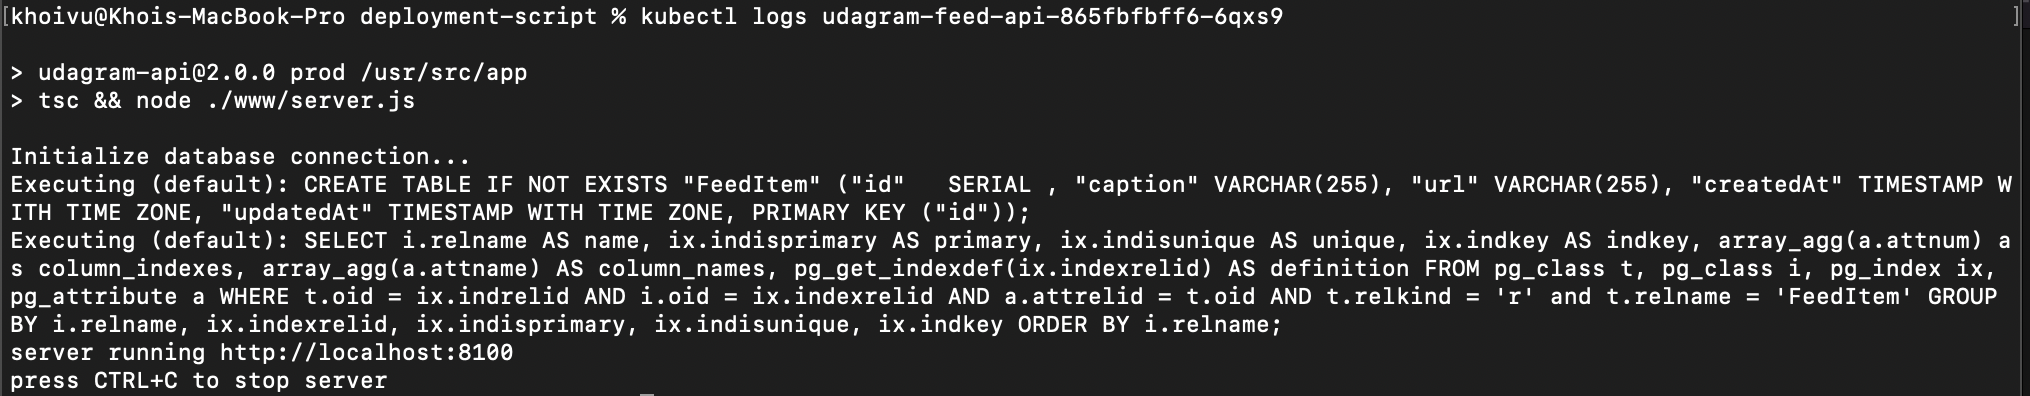 [khoivu@Khois-MacBook-Pro deployment-script % kubectl logs udagram-feed-api-865fbfbff6-6qxs9 ]
> udagram-api@2.0.0 prod /usr/src/app
> tsc && node ./www/server.js
Initialize database connection...
Executing (default): CREATE TABLE IF NOT EXISTS "FeedItem" ("id"   SERIAL , "caption" VARCHAR(255), "url" VARCHAR(255), "createdAt" TIMESTAMP W
ITH TIME ZONE, "updatedAt" TIMESTAMP WITH TIME ZONE, PRIMARY KEY ("id"));
Executing (default): SELECT i.relname AS name, ix.indisprimary AS primary, ix.indisunique AS unique, ix.indkey AS indkey, array_agg(a.attnum) a
s column_indexes, array_agg(a.attname) AS column_names, pg_get_indexdef(ix.indexrelid) AS definition FROM pg_class t, pg_class i, pg_index ix,
pg_attribute a WHERE t.oid = ix.indrelid AND i.oid = ix.indexrelid AND a.attrelid = t.oid AND t.relkind = 'r' and t.relname = 'FeedItem' GROUP
BY i.relname, ix.indexrelid, ix.indisprimary, ix.indisunique, ix.indkey ORDER BY i.relname;
server running http://localhost:8100
press CTRL+C to stop server